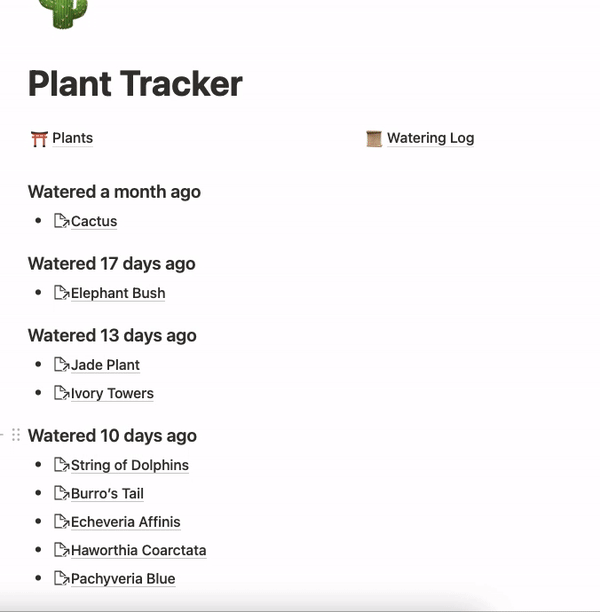 Plant Tracker
Plants
Watering Log
Watered a month ago
Cactus
Watered 17 days ago
Elephant Bush
Watered 13 days ago
Jade Plant
Ivory Towers
Watered 10 days ago
String of Dolphins
Burro’s Tail
Echeveria Affinis
Haworthia Coarctata
Pachyveria Blue